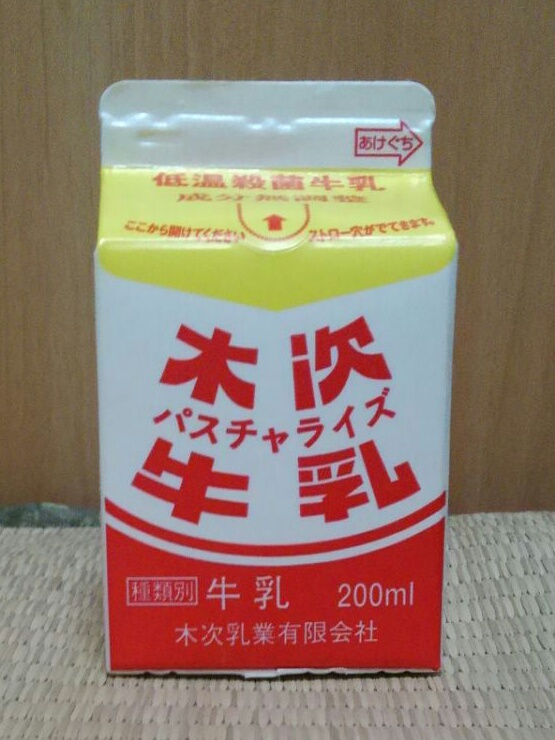 あけぐち
低温殺菌牛乳
成分無調整
ここから開けてください ストロー穴がでてきます。
木次
パスチャライズ
牛乳
種類別 牛乳 200ml
木次乳業有限会社